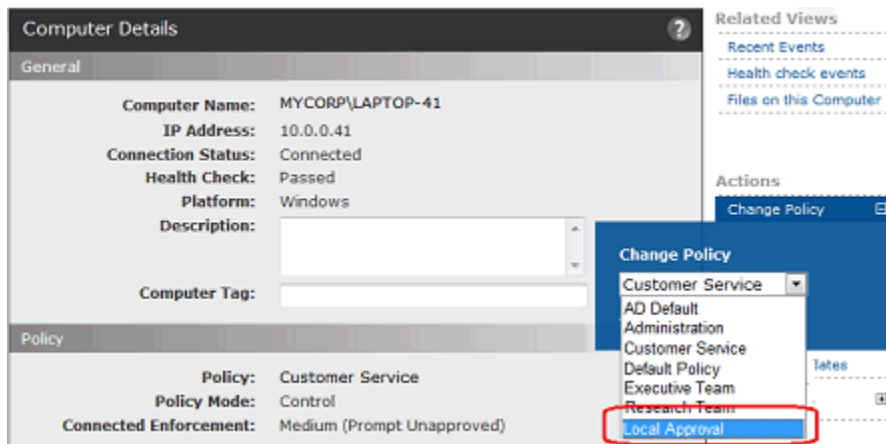 Computer Details
?
General
Computer Name: MYCORP\LAPTOP-41
IP Address: 10.0.0.41
Connection Status: Connected
Health Check: Passed
Platform: Windows
Description:
Computer Tag:
Policy
Policy: Customer Service
Policy Mode: Control
Connected Enforcement: Medium (Prompt Unapproved)
Related Views
Recent Events
Health check events
Files on this Computer
Actions
Change Policy
Change Policy
Customer Service
AD Default
Administration
Customer Service
Default Policy
Executive Team
Research Team
Local Approval